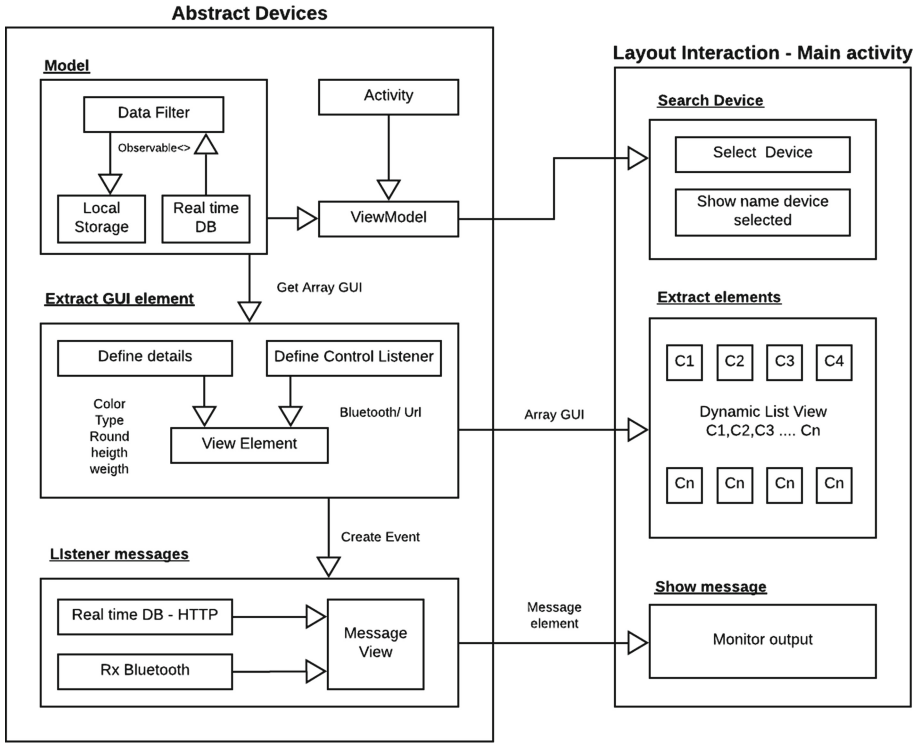 Abstract Devices
Model
Data Filter
Observable<>
Local
Storage
Real time
DB
Activity
ViewModel
Get Array GUI
Extract GUI element
Define details
Define Control Listener
Color
Type
Round
heigth
weigth
Bluetooth/ Url
View Element
Create Event
LIstener messages
Real time DB - HTTP
Rx Bluetooth
Message
View
Array GUI
Message
element
Layout Interaction - Main activity
Search Device
Select Device
Show name device
selected
Extract elements
C1 C2 C3 C4
Dynamic List View
C1,C2,C3 .... Cn
Cn Cn Cn Cn
Show message
Monitor output